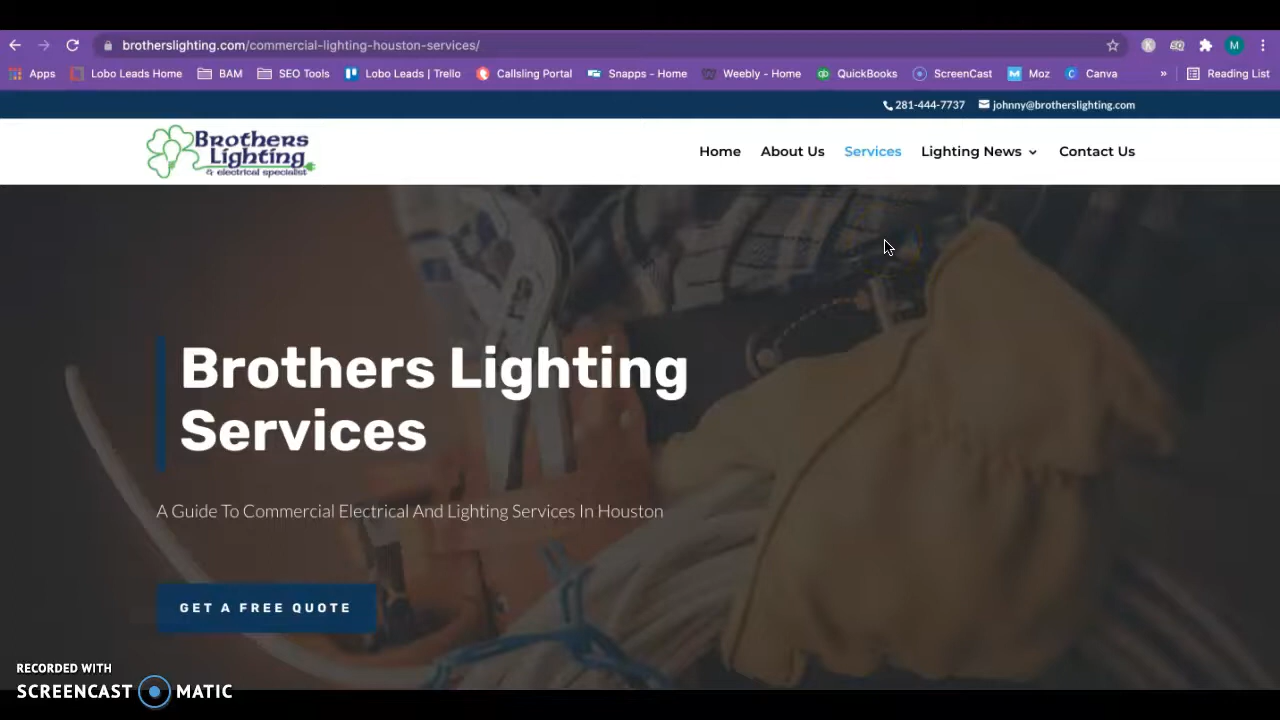 brotherslighting.com/commercial-lighting-houston-services/
M
Apps Lobo Leads Home BAM SEO Tools Lobo Leads | Trello Callsling Portal Snapps - Home Weebly - Home QuickBooks ScreenCast Moz Canva » Reading List
281-444-7737 johnny@brotherslighting.com
Brothers
Lighting
& electrical specialist
Home About Us Services Lighting News Contact Us
Brothers Lighting
Services
A Guide To Commercial Electrical And Lighting Services In Houston
GET A FREE QUOTE
RECORDED WITH
SCREENCAST MATIC